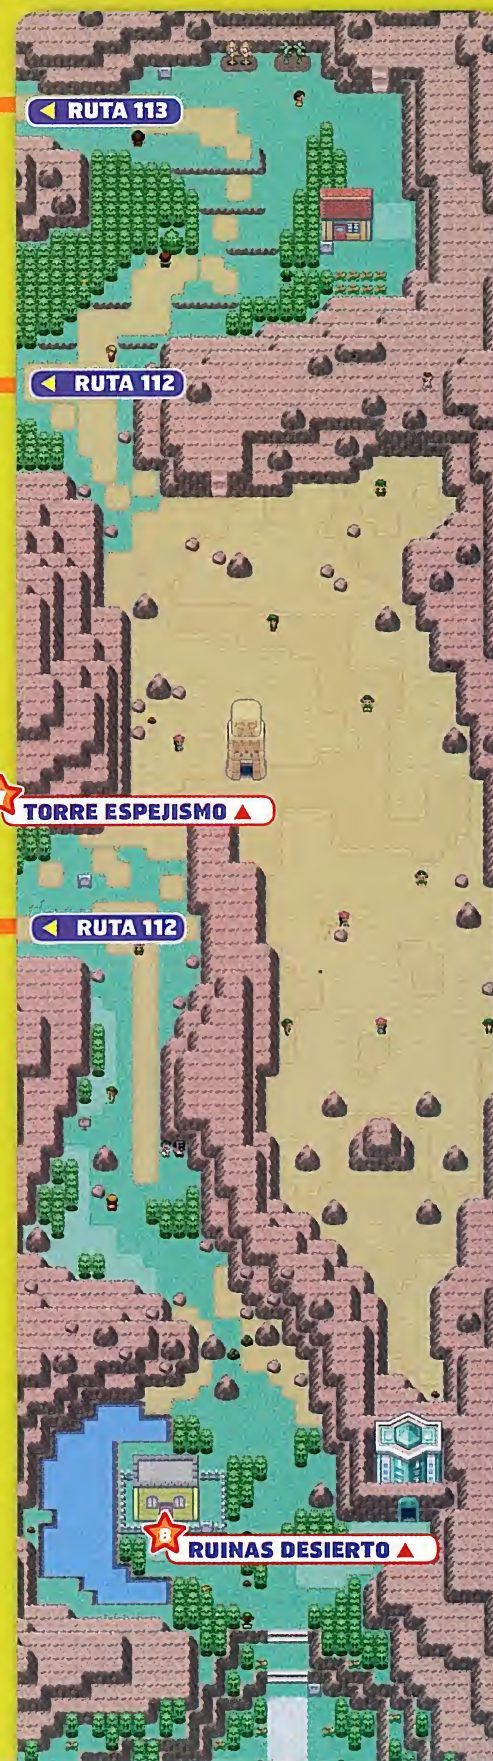 ◄ RUTA 113
◄ RUTA 112
TORRE ESPEJISMO ▲
◄ RUTA 112
8
RUINAS DESIERTO ▲